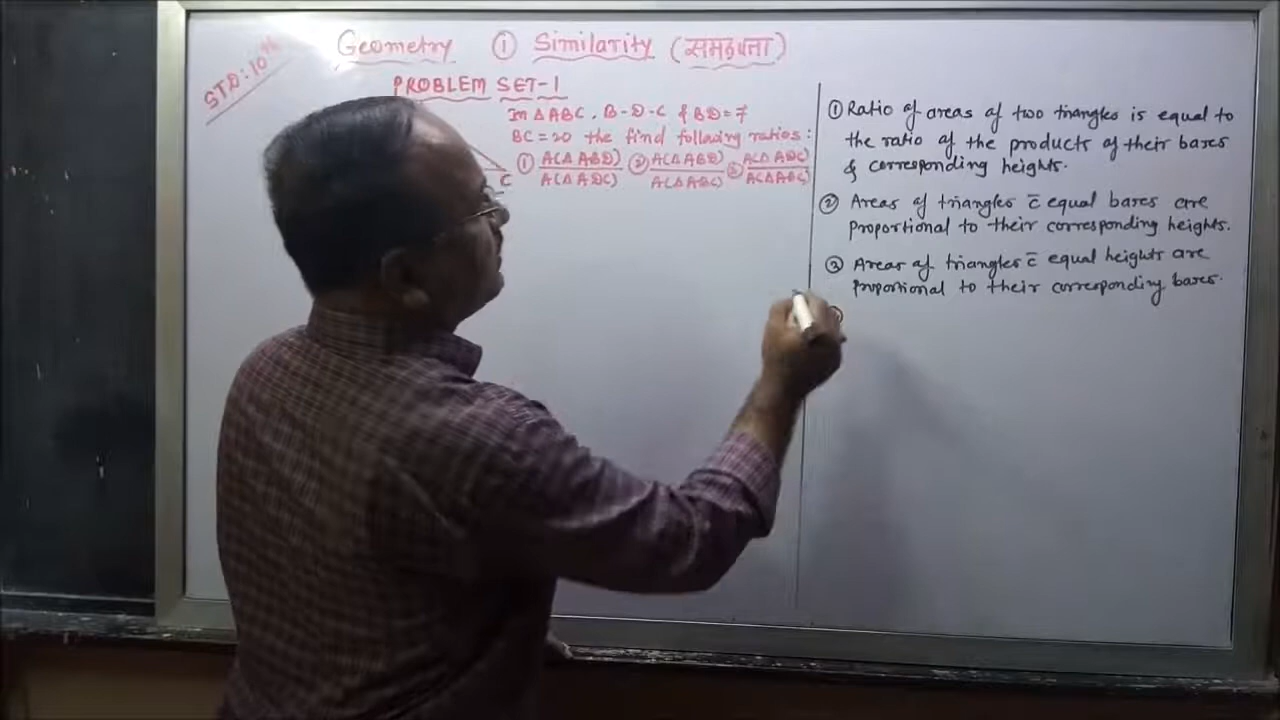 STD: 10th
Geometry ① Similarity (समरूपता)
PROBLEM SET-1
In △ABC, B-D-C & BD=7
BC=20 the find following ratios:
① A(△ABD) / A(△ADC) ② A(△ABD) / A(△ABC) ③ A(△ADC) / A(△ABC)
C
① Ratio of areas of two triangles is equal to
the ratio of the products of their bases
& corresponding heights.
② Areas of triangles c̅ equal bases are
proportional to their corresponding heights.
③ Areas of triangles c̅ equal heights are
proportional to their corresponding bases.